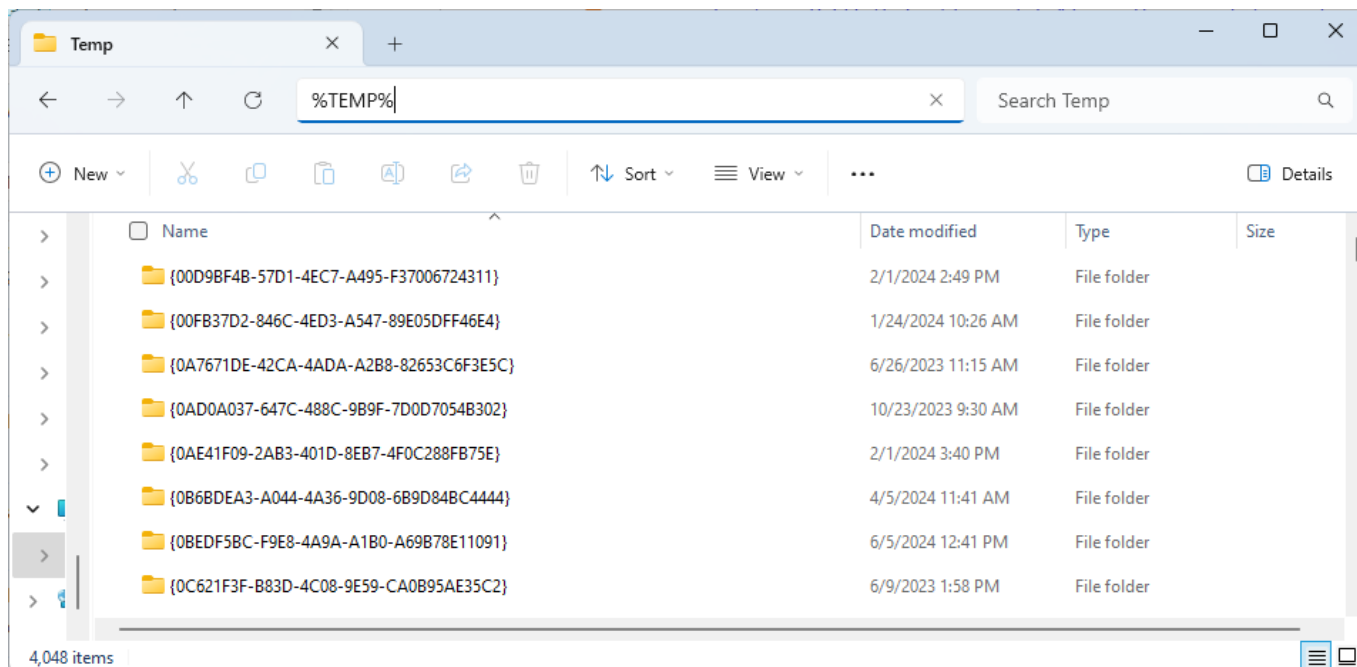 Temp
%TEMP%
Search Temp
New
Sort
View
Details
Name Date modified Type Size
{00D9BF4B-57D1-4EC7-A495-F37006724311} 2/1/2024 2:49 PM File folder
{00FB37D2-846C-4ED3-A547-89E05DFF46E4} 1/24/2024 10:26 AM File folder
{0A7671DE-42CA-4ADA-A2B8-82653C6F3E5C} 6/26/2023 11:15 AM File folder
{0AD0A037-647C-488C-9B9F-7D0D7054B302} 10/23/2023 9:30 AM File folder
{0AE41F09-2AB3-401D-8EB7-4F0C288FB75E} 2/1/2024 3:40 PM File folder
{0B6BDEA3-A044-4A36-9D08-6B9D84BC4444} 4/5/2024 11:41 AM File folder
{0BEDF5BC-F9E8-4A9A-A1B0-A69B78E11091} 6/5/2024 12:41 PM File folder
{0C621F3F-B83D-4C08-9E59-CA0B95AE35C2} 6/9/2023 1:58 PM File folder
4,048 items